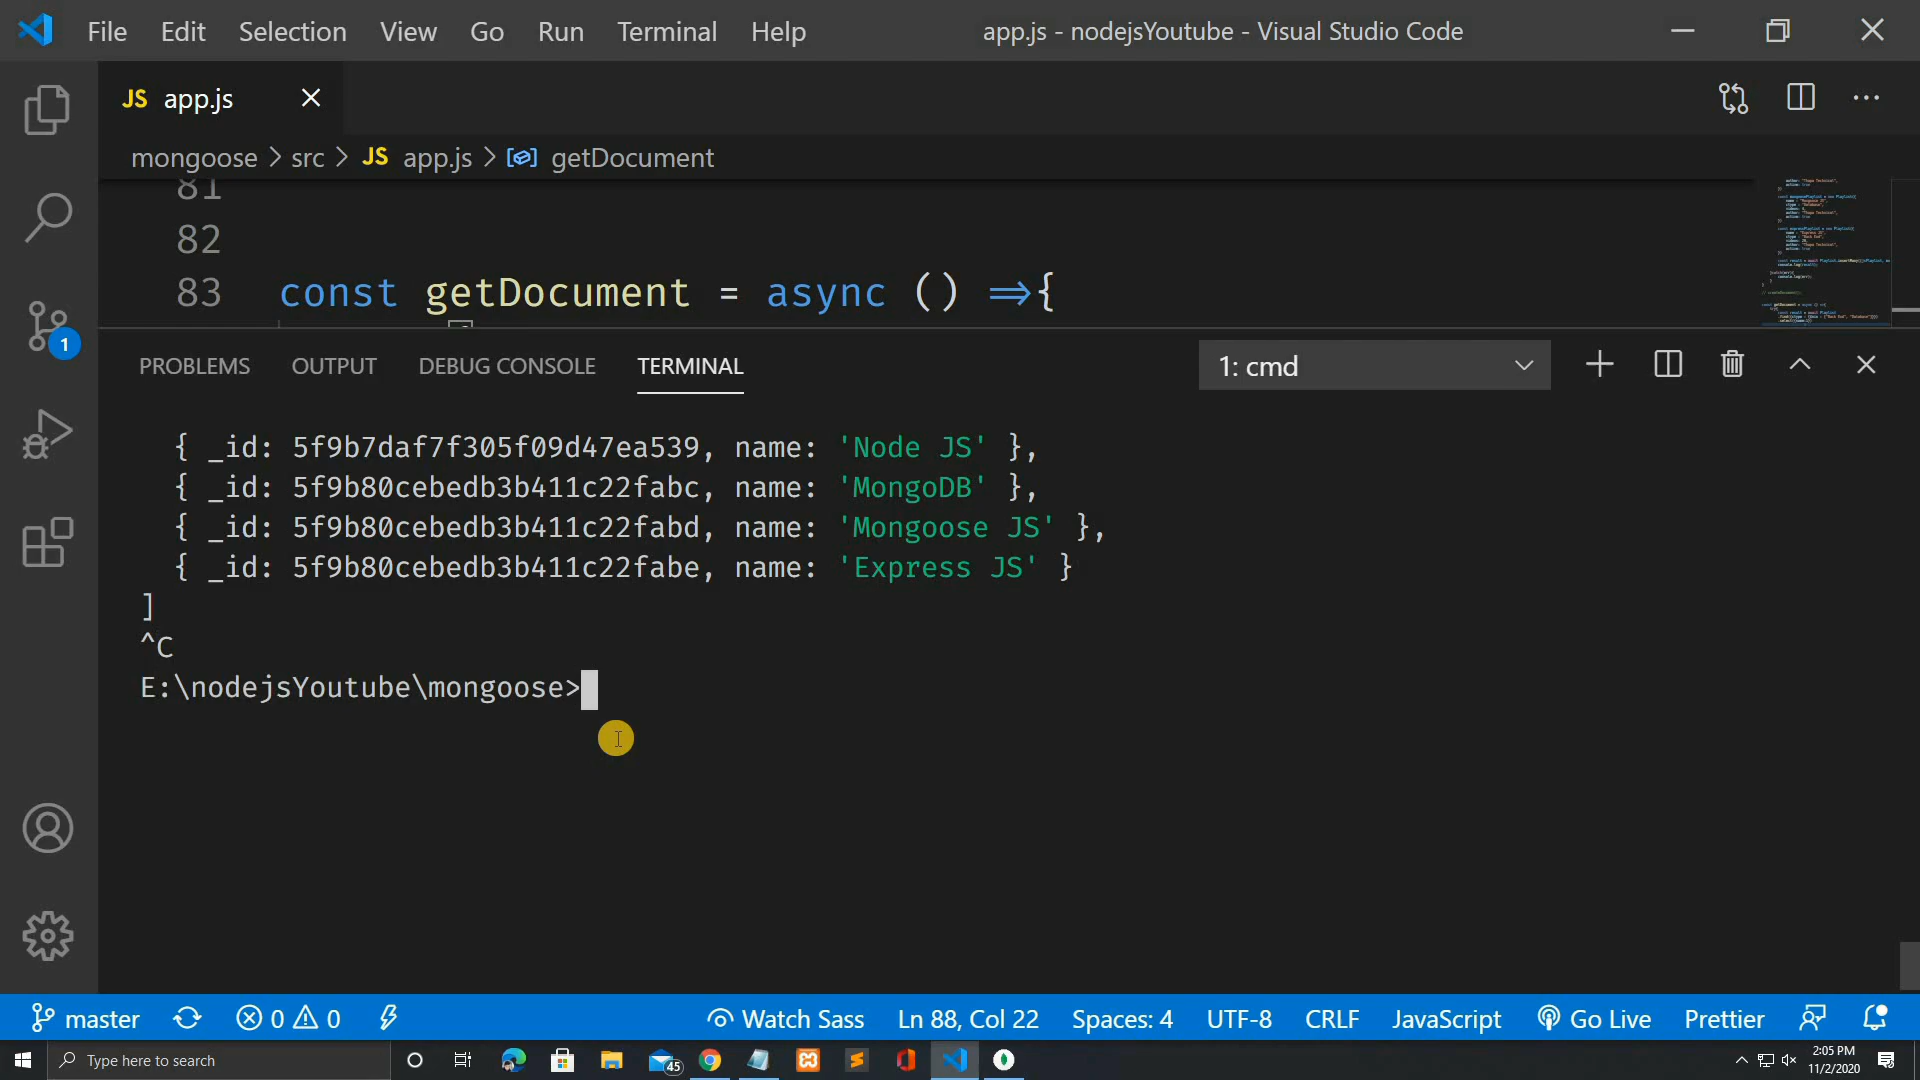 File Edit Selection View Go Run Terminal Help app.js - nodejsYoutube - Visual Studio Code
JS app.js
mongoose > src > JS app.js > getDocument
81
82
83 const getDocument = async () =>{
1
PROBLEMS OUTPUT DEBUG CONSOLE TERMINAL 1: cmd
{ _id: 5f9b7daf7f305f09d47ea539, name: 'Node JS' },
{ _id: 5f9b80cebedb3b411c22fabc, name: 'MongoDB' },
{ _id: 5f9b80cebedb3b411c22fabd, name: 'Mongoose JS' },
{ _id: 5f9b80cebedb3b411c22fabe, name: 'Express JS' }
]
^C
E:\nodejsYoutube\mongoose>
master 0 0 Watch Sass Ln 88, Col 22 Spaces: 4 UTF-8 CRLF JavaScript Go Live Prettier
Type here to search 45 2:05 PM
11/2/2020